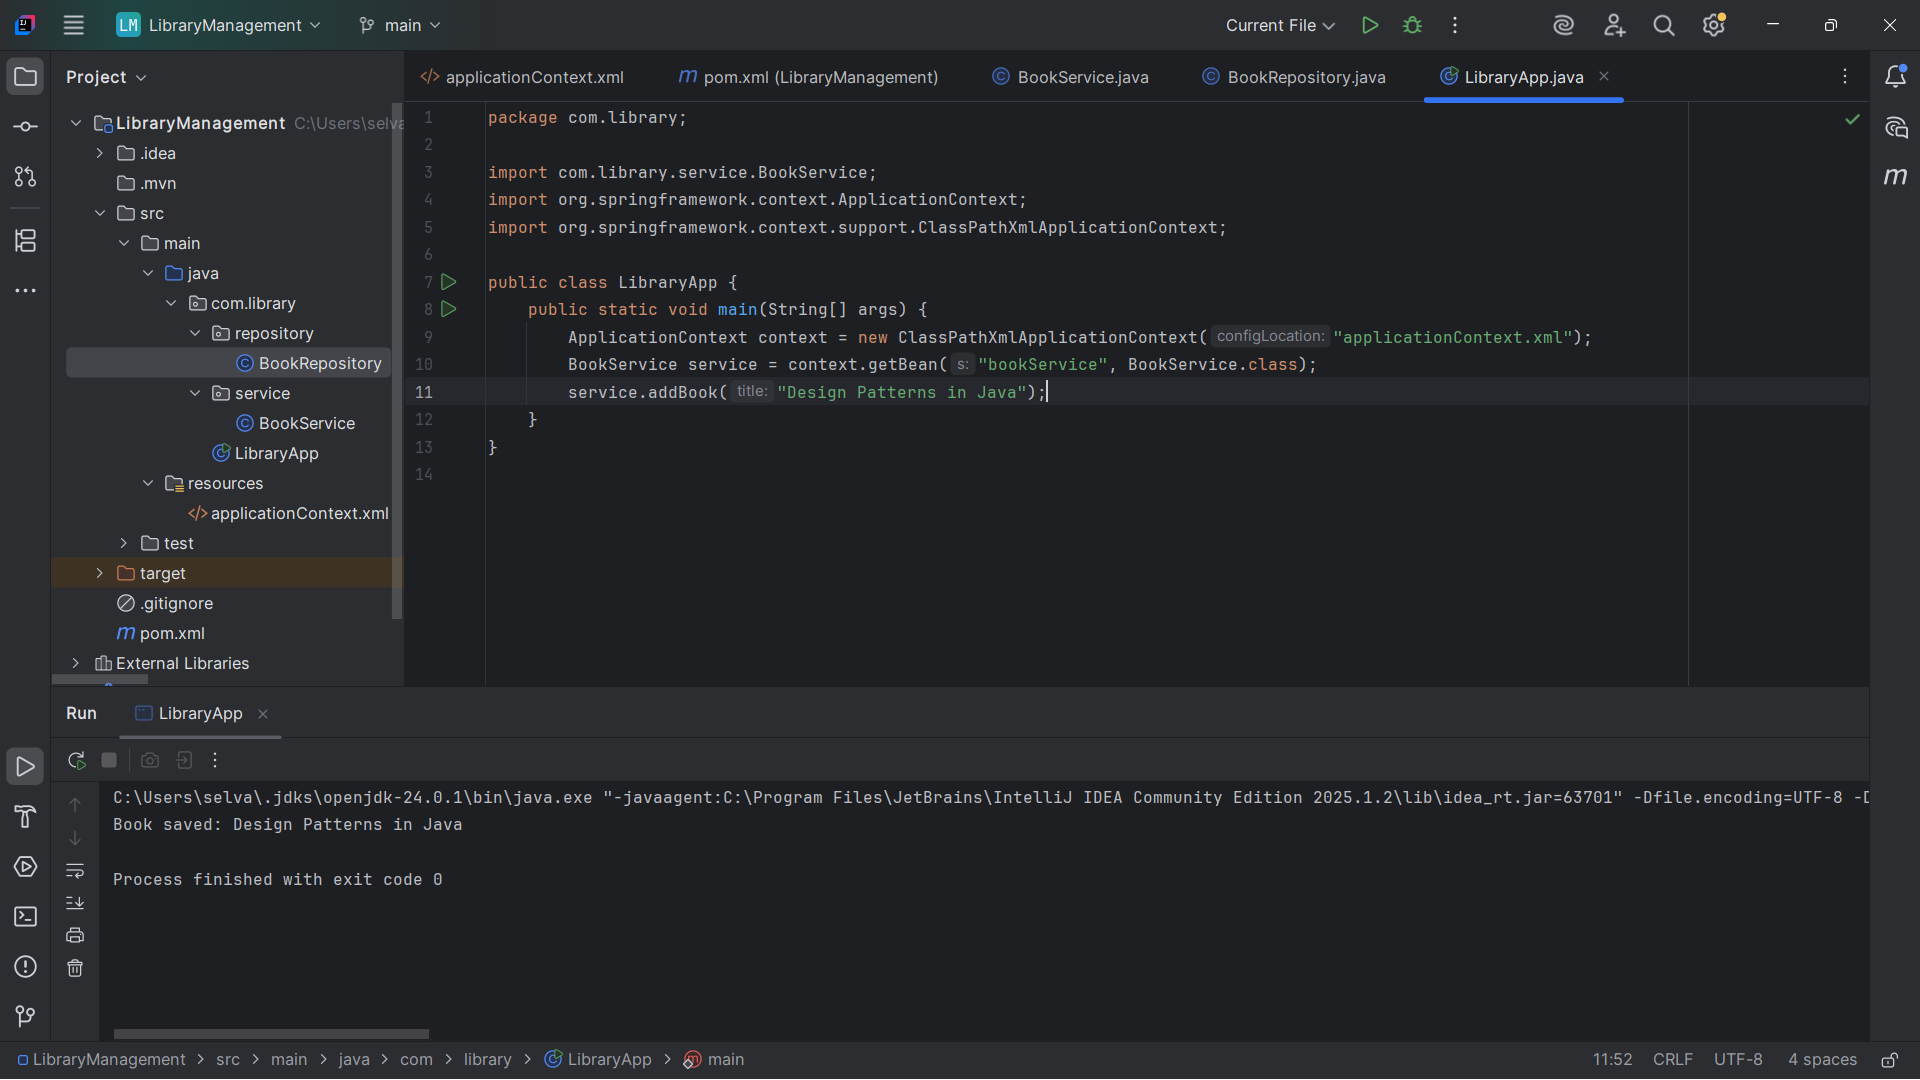 LM LibraryManagement main Current File
Project
applicationContext.xml pom.xml (LibraryManagement) BookService.java BookRepository.java LibraryApp.java
LibraryManagement C:\Users\selva
.idea
.mvn
src
main
java
com.library
repository
BookRepository
service
BookService
LibraryApp
resources
applicationContext.xml
test
target
.gitignore
pom.xml
External Libraries
1 package com.library;
2
3 import com.library.service.BookService;
4 import org.springframework.context.ApplicationContext;
5 import org.springframework.context.support.ClassPathXmlApplicationContext;
6
7 public class LibraryApp {
8 public static void main(String[] args) {
9 ApplicationContext context = new ClassPathXmlApplicationContext( configLocation: "applicationContext.xml");
10 BookService service = context.getBean( s: "bookService", BookService.class);
11 service.addBook( title: "Design Patterns in Java");
12 }
13 }
14
Run LibraryApp
C:\Users\selva\.jdks\openjdk-24.0.1\bin\java.exe "-javaagent:C:\Program Files\JetBrains\IntelliJ IDEA Community Edition 2025.1.2\lib\idea_rt.jar=63701" -Dfile.encoding=UTF-8 -D
Book saved: Design Patterns in Java
Process finished with exit code 0
LibraryManagement > src > main > java > com > library > LibraryApp > main 11:52 CRLF UTF-8 4 spaces